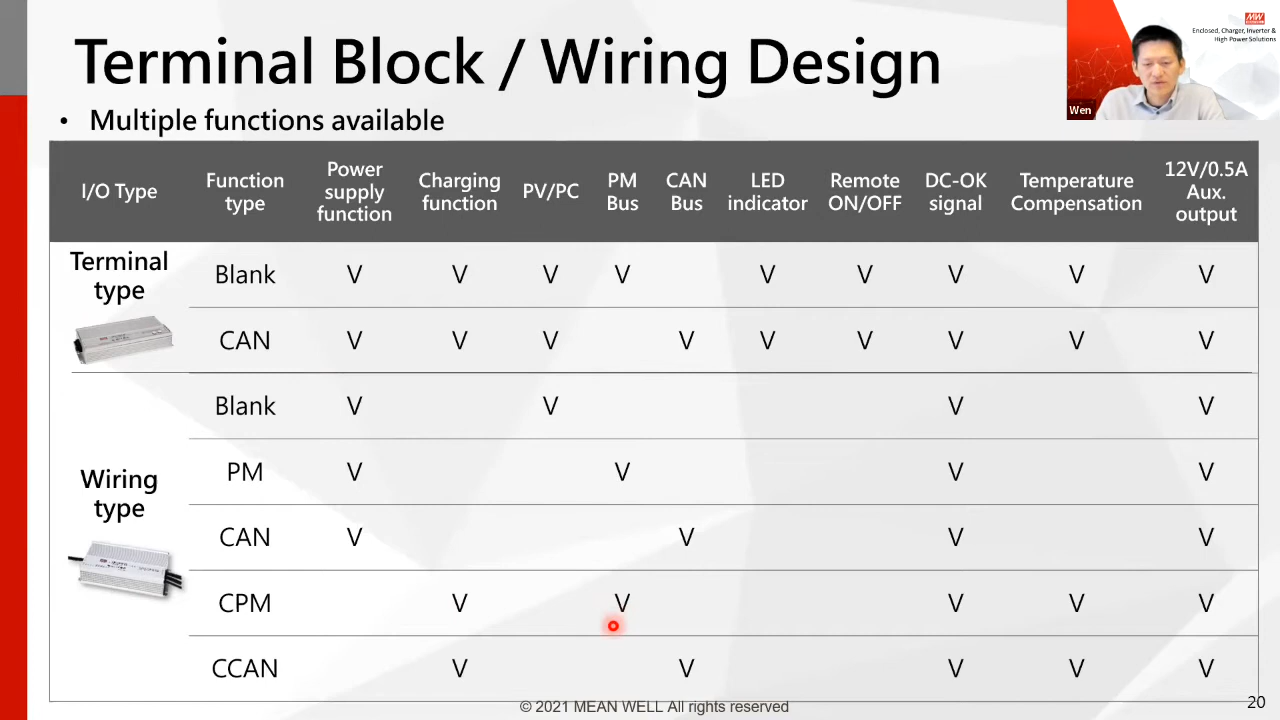 Terminal Block / Wiring Design
MW
Enclosed, Charger, Inverter &
High Power Solutions
Wen
• Multiple functions available
I/O Type Function type Power supply function Charging function PV/PC PM Bus CAN Bus LED indicator Remote ON/OFF DC-OK signal Temperature Compensation 12V/0.5A Aux. output
Terminal type
Blank V V V V V V V V V
CAN V V V V V V V V V
Wiring type
Blank V V V V
PM V V V V
CAN V V V V
CPM V V V V V
CCAN V V V V V
© 2021 MEAN WELL All rights reserved
20